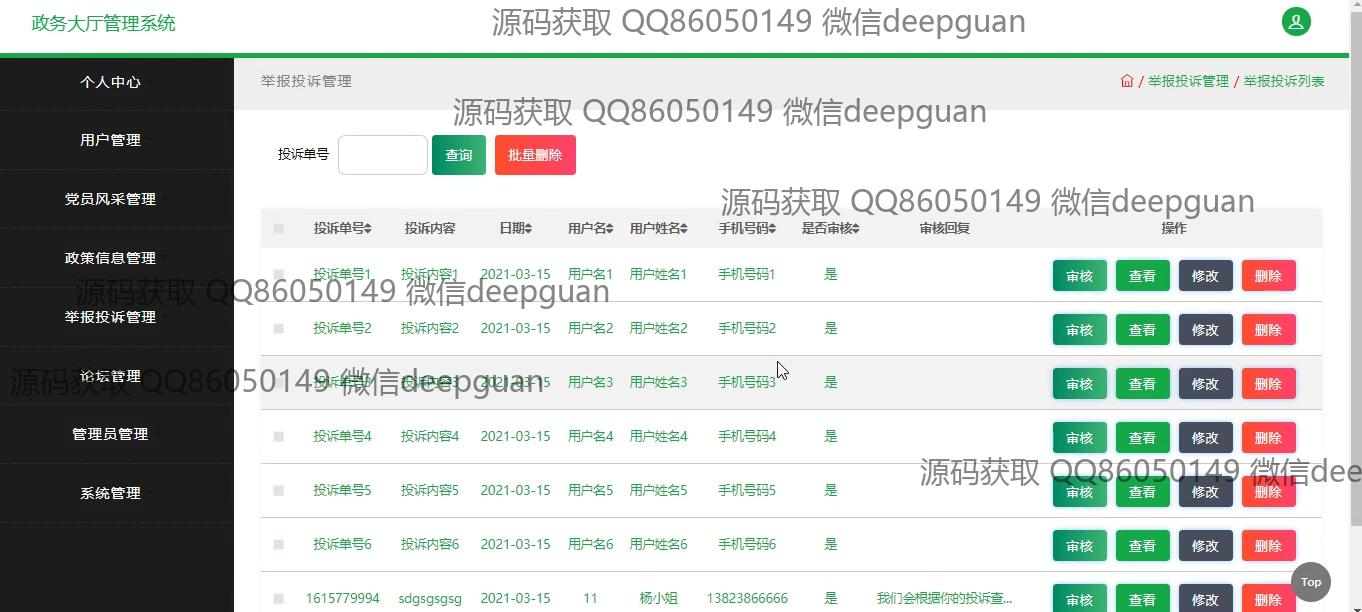 政务大厅管理系统
源码获取 QQ86050149 微信deepguan
个人中心
举报投诉管理
/ 举报投诉管理 / 举报投诉列表
源码获取 QQ86050149 微信deepguan
用户管理
投诉单号 查询 批量删除
党员风采管理
源码获取 QQ86050149 微信deepguan
投诉单号 投诉内容 日期 用户名 用户姓名 手机号码 是否审核 审核回复 操作
政策信息管理
投诉单号1 投诉内容1 2021-03-15 用户名1 用户姓名1 手机号码1 是 审核 查看 修改 删除
源码获取 QQ86050149 微信deepguan
举报投诉管理
投诉单号2 投诉内容2 2021-03-15 用户名2 用户姓名2 手机号码2 是 审核 查看 修改 删除
论坛管理
源码获取 QQ86050149 微信deepguan
投诉单号3 投诉内容3 2021-03-15 用户名3 用户姓名3 手机号码3 是 审核 查看 修改 删除
管理员管理
投诉单号4 投诉内容4 2021-03-15 用户名4 用户姓名4 手机号码4 是 审核 查看 修改 删除
源码获取 QQ86050149 微信dee
系统管理
投诉单号5 投诉内容5 2021-03-15 用户名5 用户姓名5 手机号码5 是 审核 查看 修改 删除
投诉单号6 投诉内容6 2021-03-15 用户名6 用户姓名6 手机号码6 是 审核 查看 修改 删除
Top
1615779994 sdgsgsgsg 2021-03-15 11 杨小姐 13823866666 是 我们会根据你的投诉查... 审核 查看 修改 删除